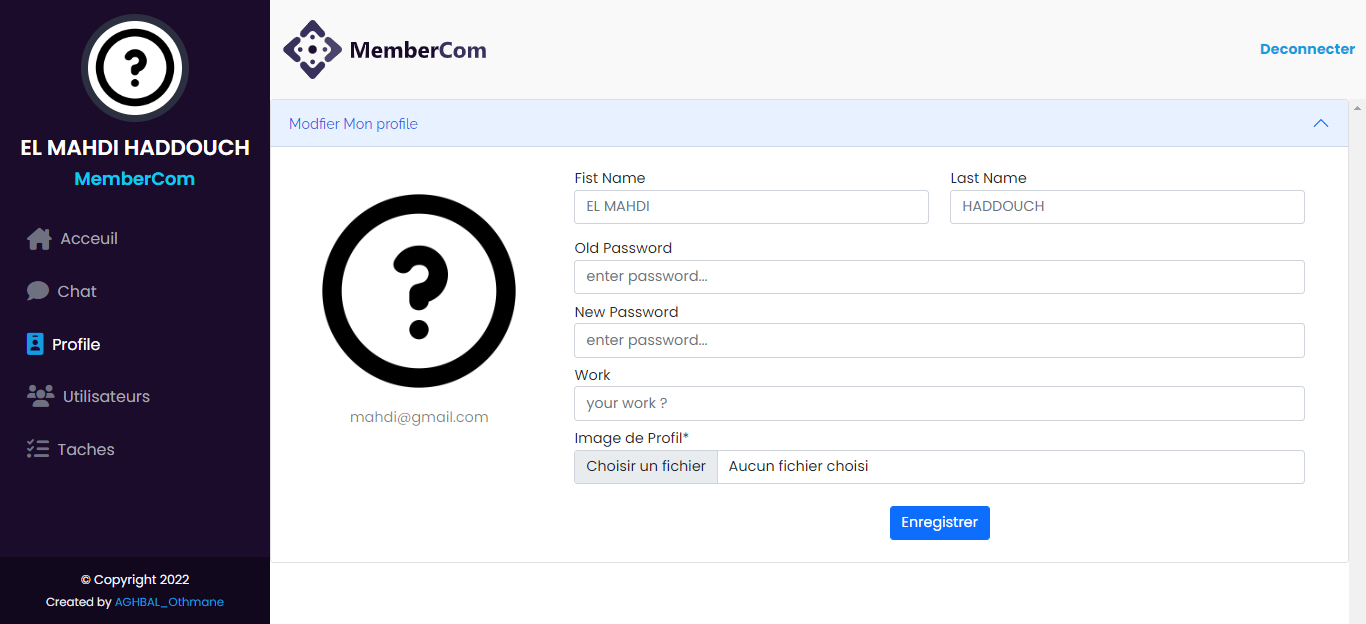 EL MAHDI HADDOUCH
MemberCom
Acceuil
Chat
Profile
Utilisateurs
Taches
© Copyright 2022
Created by AGHBAL_Othmane
MemberCom
Deconnecter
Modfier Mon profile
mahdi@gmail.com
Fist Name
Last Name
EL MAHDI
HADDOUCH
Old Password
enter password...
New Password
enter password...
Work
your work ?
Image de Profil*
Choisir un fichier
Aucun fichier choisi
Enregistrer